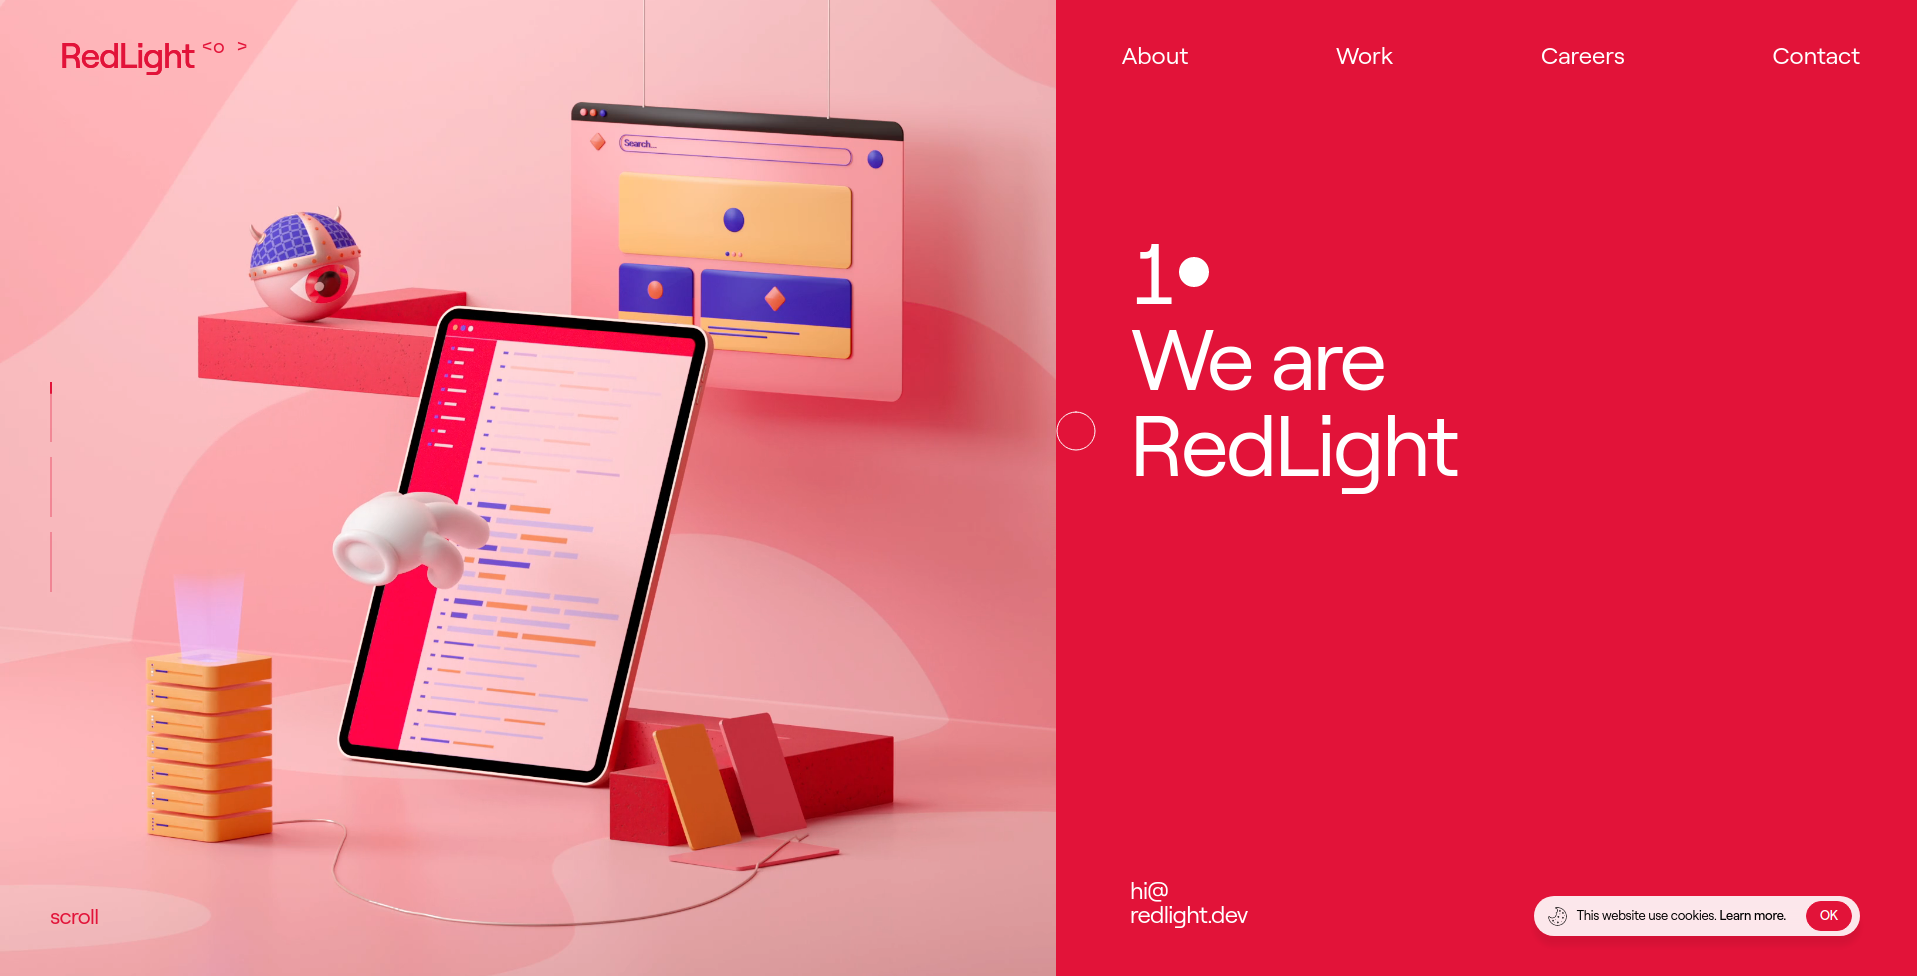 RedLight <o >
About
Work
Careers
Contact
Search...
1•
We are
RedLight
scroll
hi@
redlight.dev
This website use cookies. Learn more.
OK